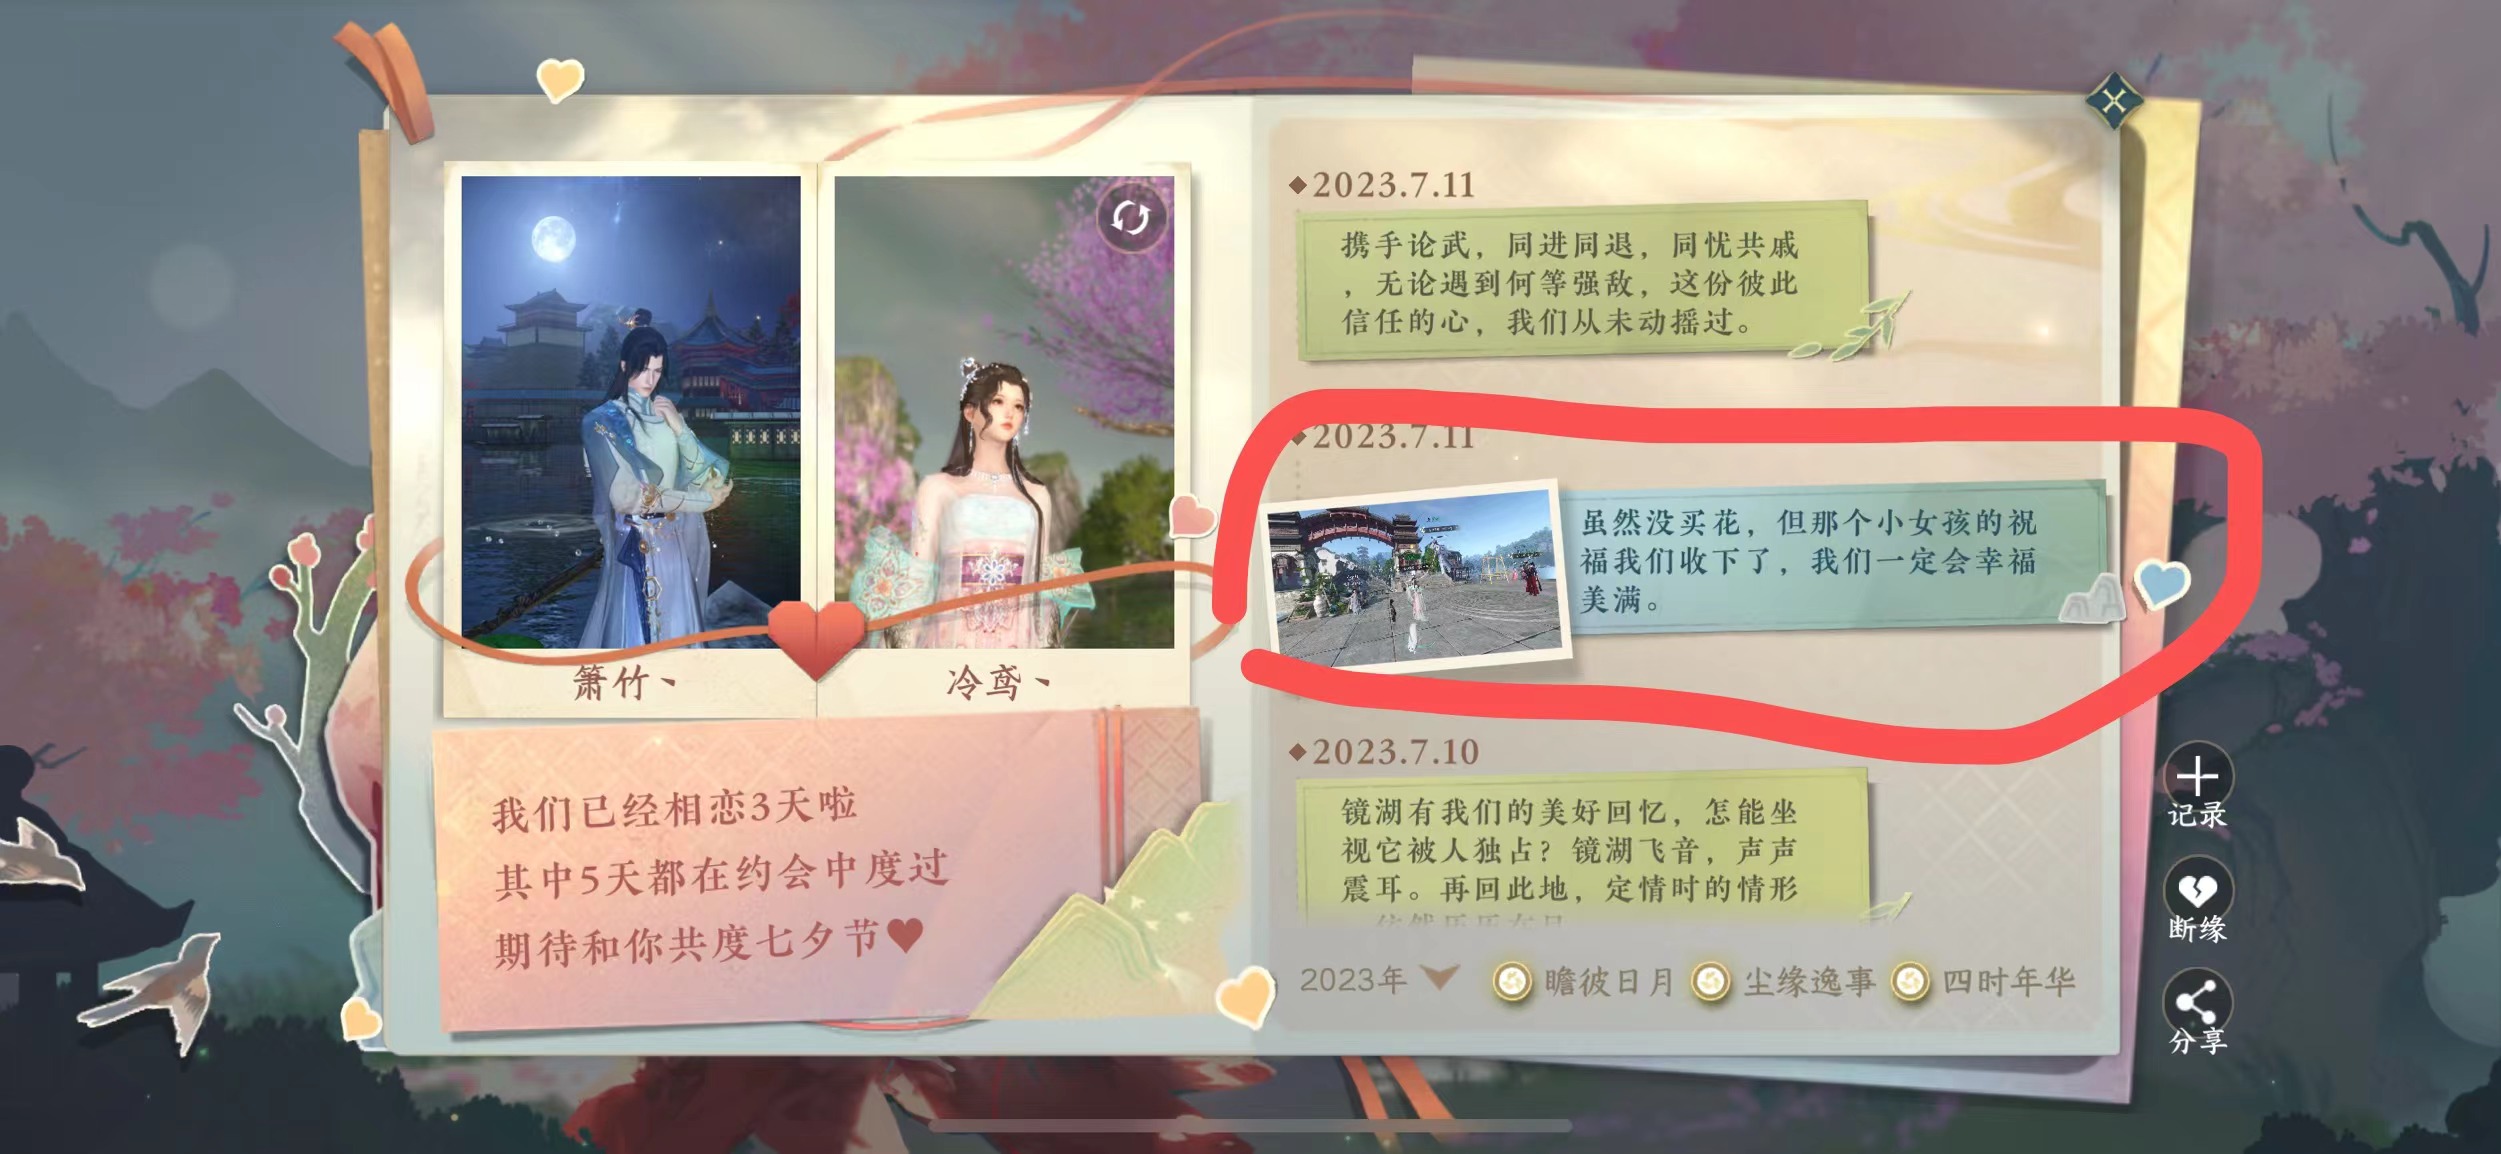 箫竹丶
冷鸢丶
我们已经相恋3天啦
其中5天都在约会中度过
期待和你共度七夕节♥
2023.7.11
携手论武，同进同退，同忧共戚
，无论遇到何等强敌，这份彼此
信任的心，我们从未动摇过。
2023.7.11
虽然没买花，但那个小女孩的祝
福我们收下了，我们一定会幸福
美满。
2023.7.10
镜湖有我们的美好回忆，怎能坐
视它被人独占？镜湖飞音，声声
震耳。再回此地，定情时的情形
2023年
瞻彼日月
尘缘逸事
四时年华
记录
断缘
分享